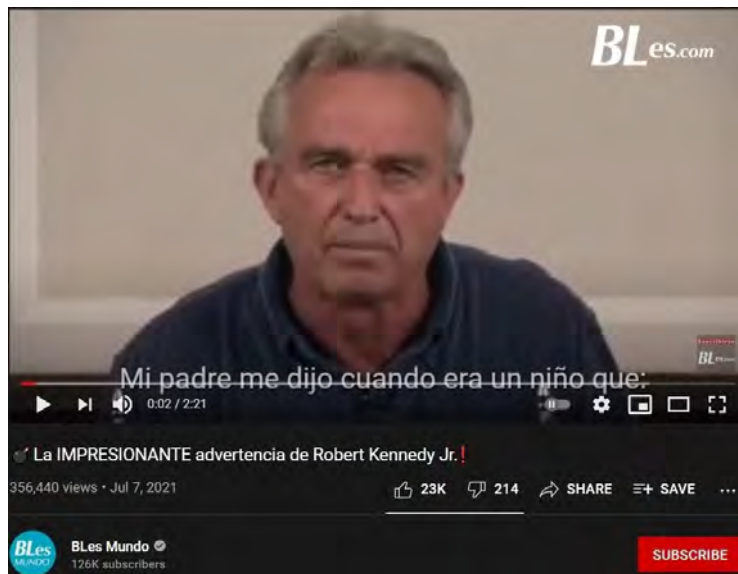 BLes.com
BLes
Mi padre me dijo cuando era un niño que:
0:02 / 2:21
La IMPRESIONANTE advertencia de Robert Kennedy Jr.❗
356,440 views • Jul 7, 2021
23K
214
SHARE
SAVE
BLes
MUNDO
BLes Mundo
126K subscribers
SUBSCRIBE